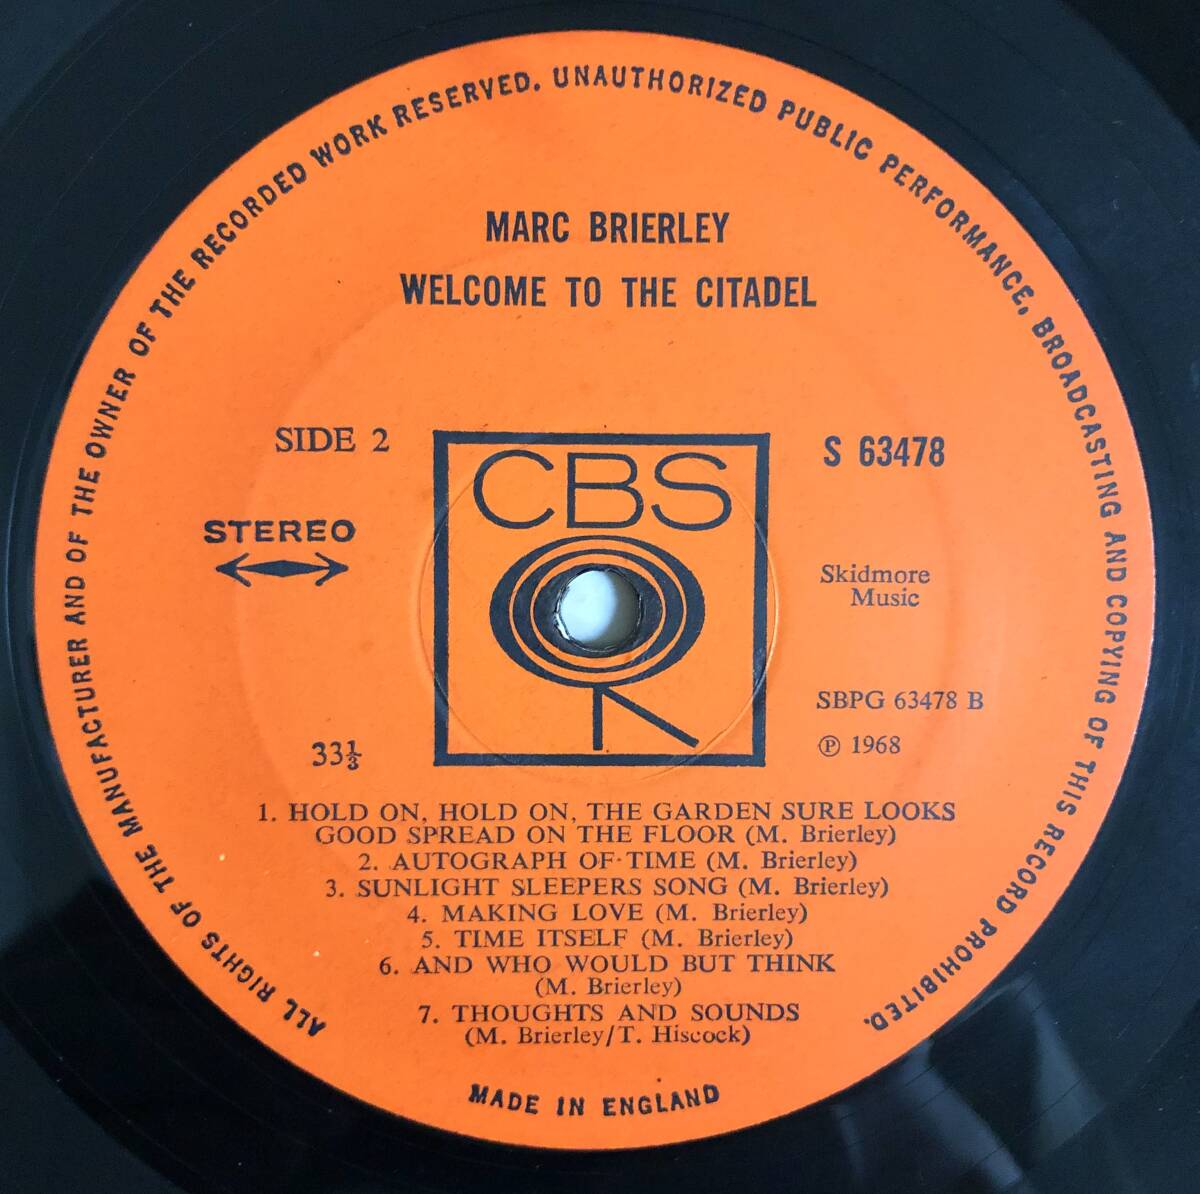 ALL RIGHTS OF THE MANUFACTURER AND OF THE OWNER OF THE RECORDED WORK RESERVED. UNAUTHORIZED PUBLIC PERFORMANCE, BROADCASTING AND COPYING OF THIS RECORD PROHIBITED.
MARC BRIERLEY
WELCOME TO THE CITADEL
SIDE 2
CBS
S 63478
STEREO
Skidmore
Music
SBPG 63478 B
33⅓
℗ 1968
1. HOLD ON, HOLD ON, THE GARDEN SURE LOOKS
GOOD SPREAD ON THE FLOOR (M. Brierley)
2. AUTOGRAPH OF·TIME (M. Brierley)
3. SUNLIGHT SLEEPERS SONG (M. Brierley)
4. MAKING LOVE (M. Brierley)
5. TIME ITSELF (M. Brierley)
6. AND WHO WOULD BUT THINK
(M. Brierley)
7. THOUGHTS AND SOUNDS
(M. Brierley/T. Hiscock)
MADE IN ENGLAND